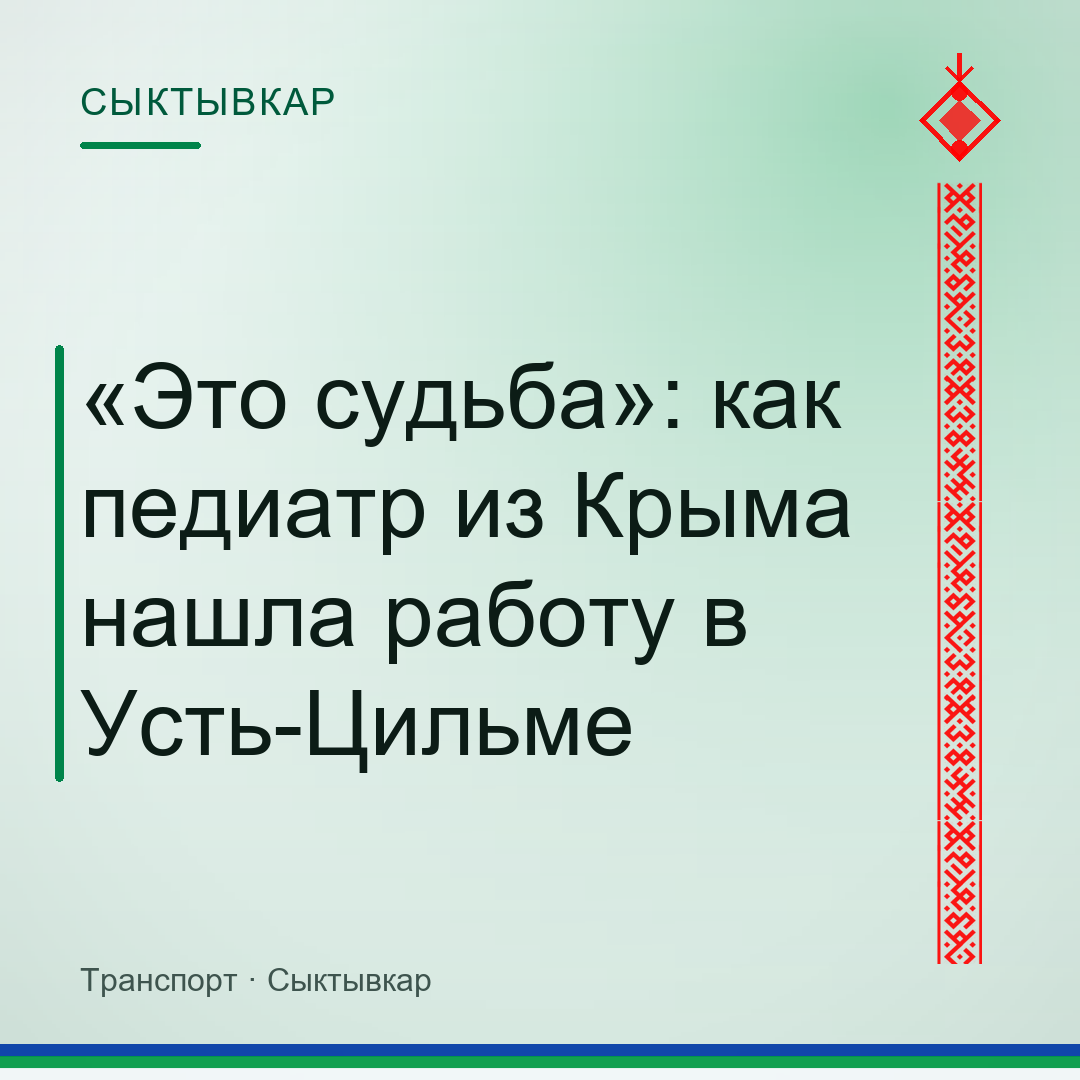 СЫКТЫВКАР
«Это судьба»: как
педиатр из Крыма
нашла работу в
Усть-Цильме
Транспорт · Сыктывкар